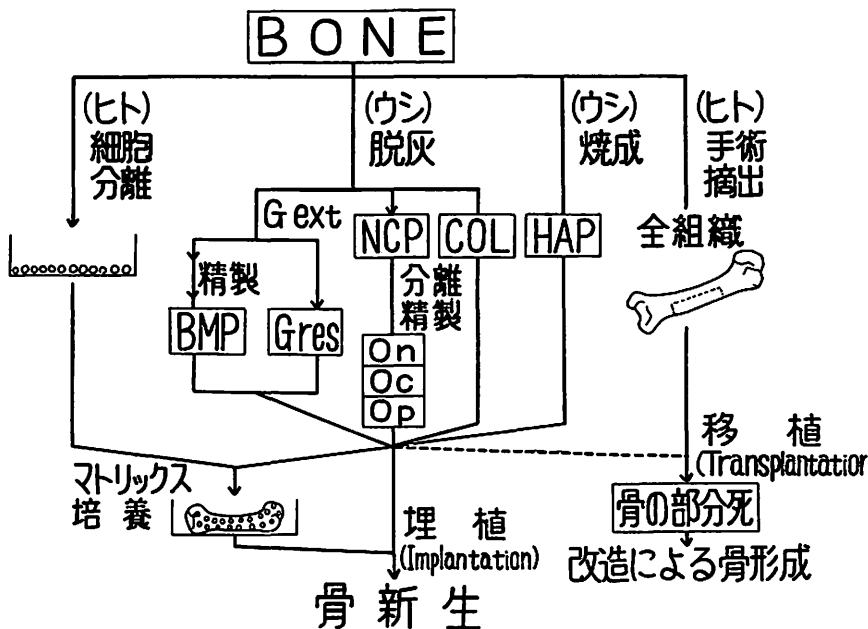 BONE
(ヒト)
細胞
分離
(ウシ)
脱灰
(ウシ)
焼成
(ヒト)
手術
摘出
G ext
NCP
COL
HAP
全組織
精製
分離
精製
BMP
Gres
On
Oc
Op
移植
(Transplantation
マトリックス
培養
埋植
(Implantation)
骨の部分死
改造による骨形成
骨新生